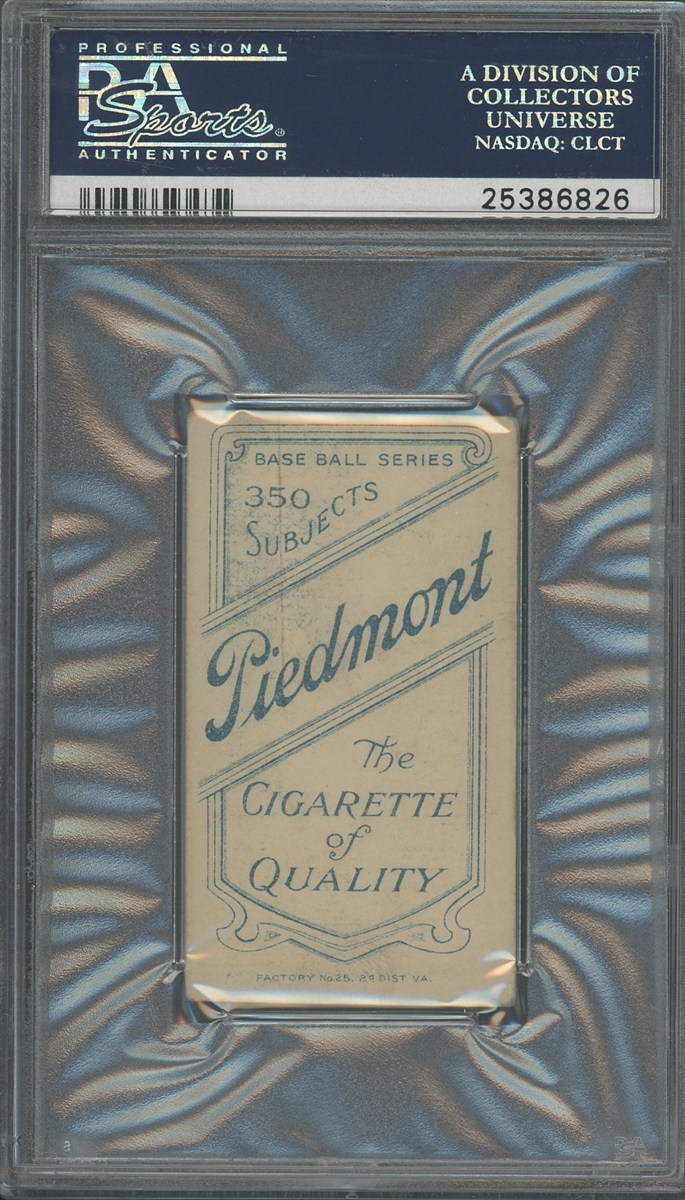 PROFESSIONAL
PSA
Sports®
AUTHENTICATOR
A DIVISION OF
COLLECTORS
UNIVERSE
NASDAQ: CLCT
25386826
BASE BALL SERIES
350
SUBJECTS
Piedmont
The
CIGARETTE
of
QUALITY
FACTORY No. 25, 2D DIST. VA.